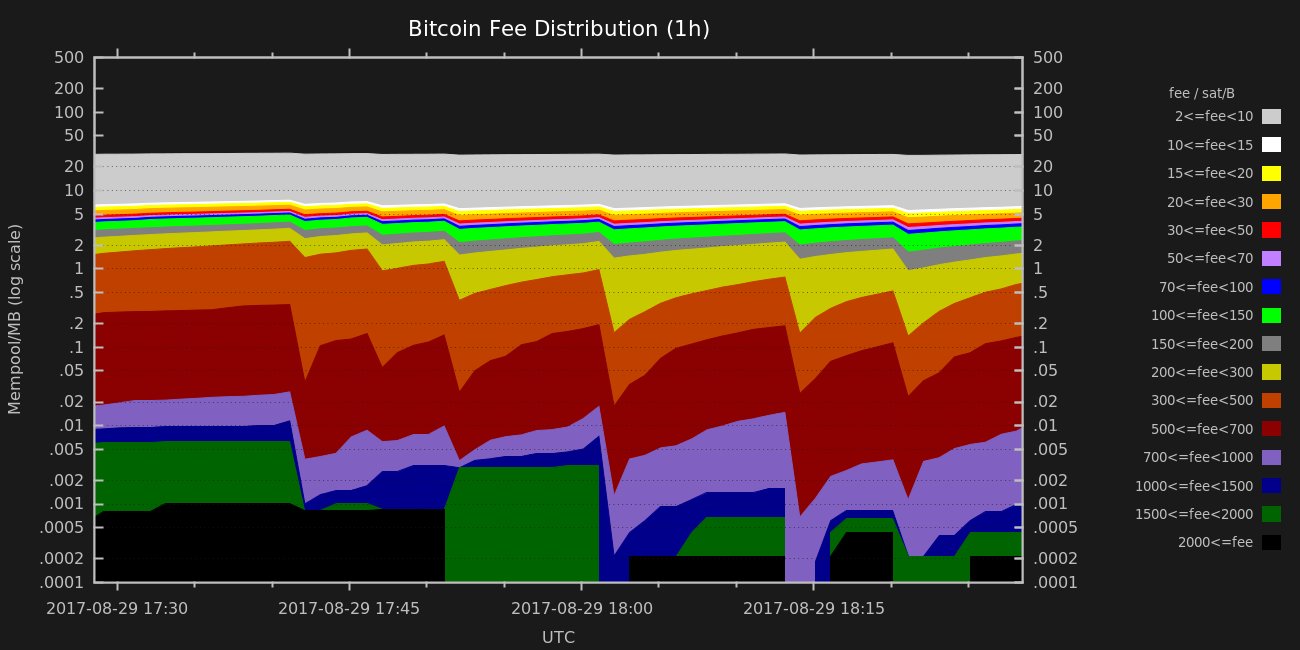 Bitcoin Fee Distribution (1h)
Mempool/MB (log scale)
500
200
100
50
20
10
5
2
1
.5
.2
.1
.05
.02
.01
.005
.002
.001
.0005
.0002
.0001
500
200
100
50
20
10
5
2
1
.5
.2
.1
.05
.02
.01
.005
.002
.001
.0005
.0002
.0001
2017-08-29 17:30 2017-08-29 17:45 2017-08-29 18:00 2017-08-29 18:15
UTC
fee / sat/B
2<=fee<10
10<=fee<15
15<=fee<20
20<=fee<30
30<=fee<50
50<=fee<70
70<=fee<100
100<=fee<150
150<=fee<200
200<=fee<300
300<=fee<500
500<=fee<700
700<=fee<1000
1000<=fee<1500
1500<=fee<2000
2000<=fee